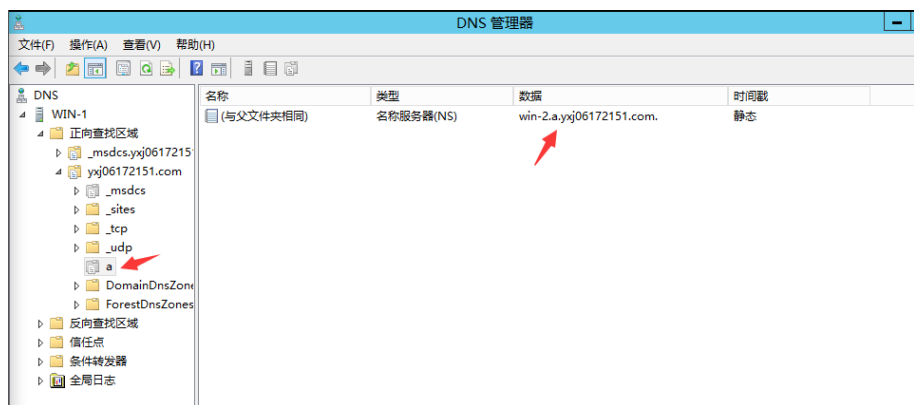 DNS 管理器
文件(F) 操作(A) 查看(V) 帮助(H)
DNS
WIN-1
正向查找区域
_msdcs.yxj0617215
yxj06172151.com
_msdcs
_sites
_tcp
_udp
a
DomainDnsZone
ForestDnsZones
反向查找区域
信任点
条件转发器
全局日志
名称 类型 数据 时间戳
(与父文件夹相同) 名称服务器(NS) win-2.a.yxj06172151.com. 静态